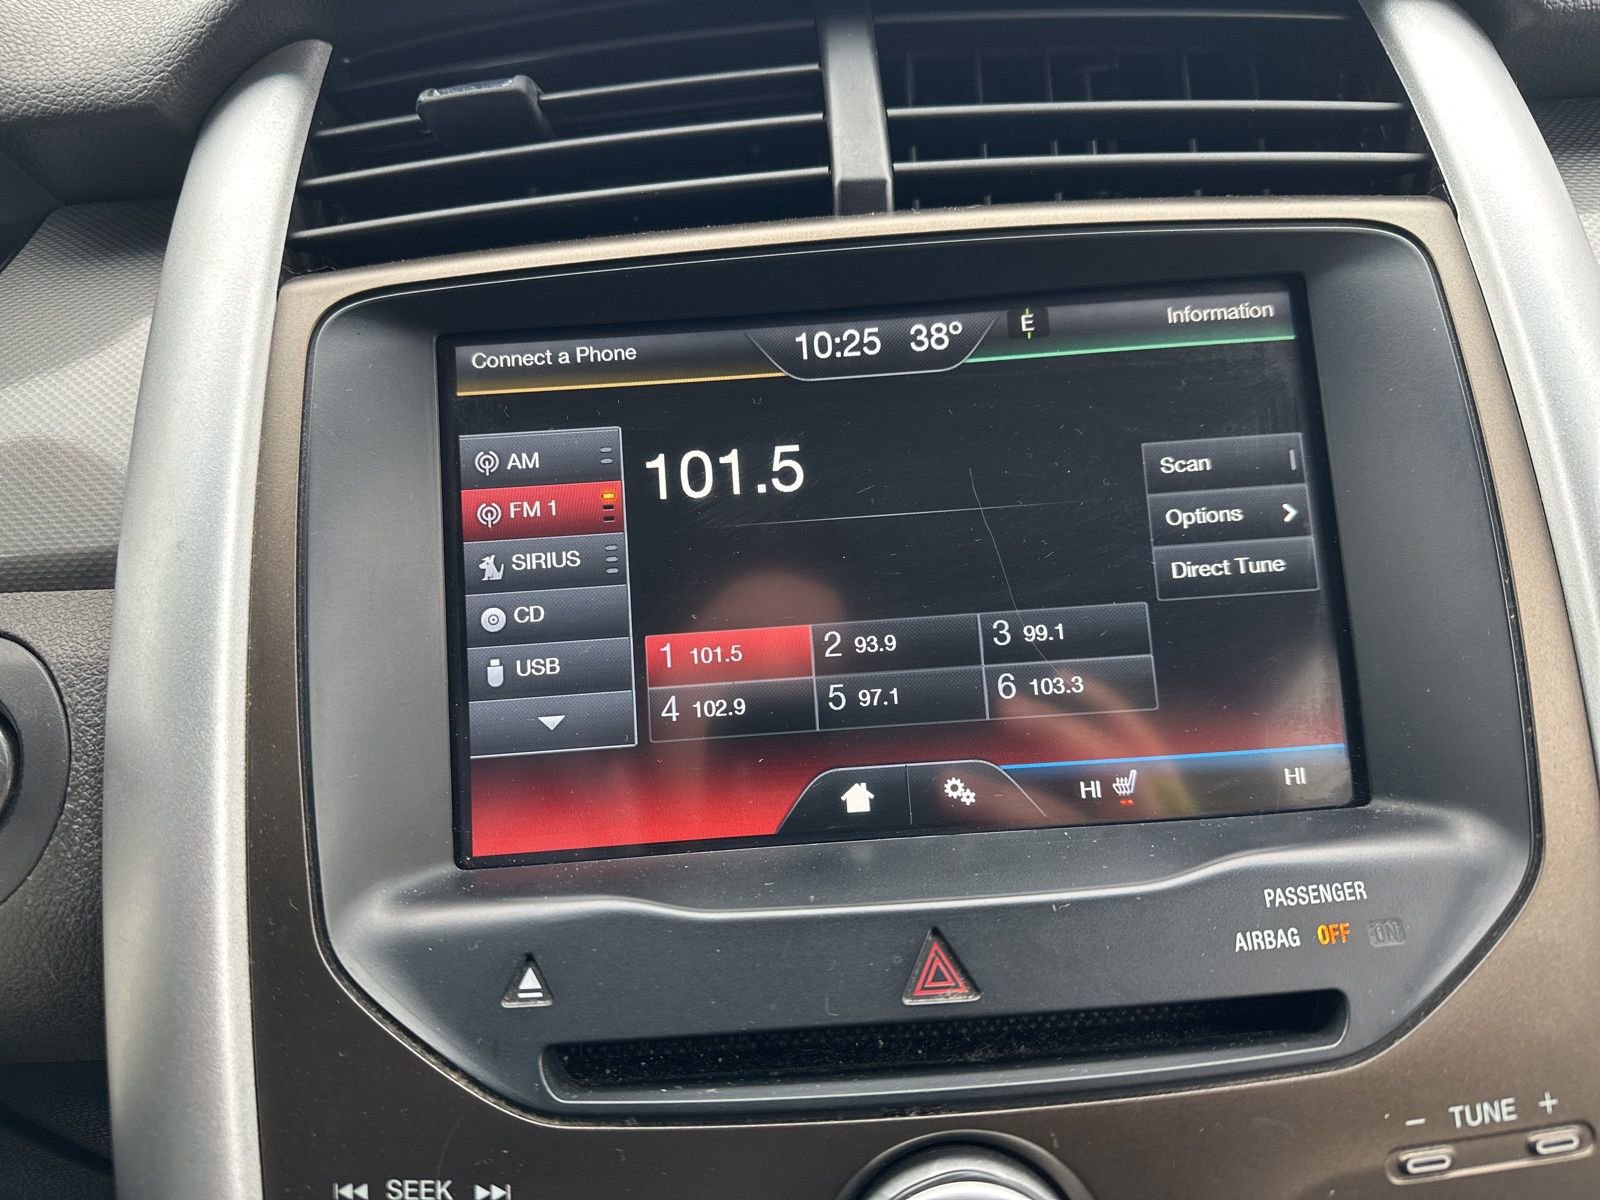 Connect a Phone
10:25 38°
E
Information
AM
FM 1
SIRIUS
CD
USB
101.5
Scan
Options
Direct Tune
1 101.5
2 93.9
3 99.1
4 102.9
5 97.1
6 103.3
HI
HI
PASSENGER
AIRBAG OFF ON
- TUNE +
SEEK